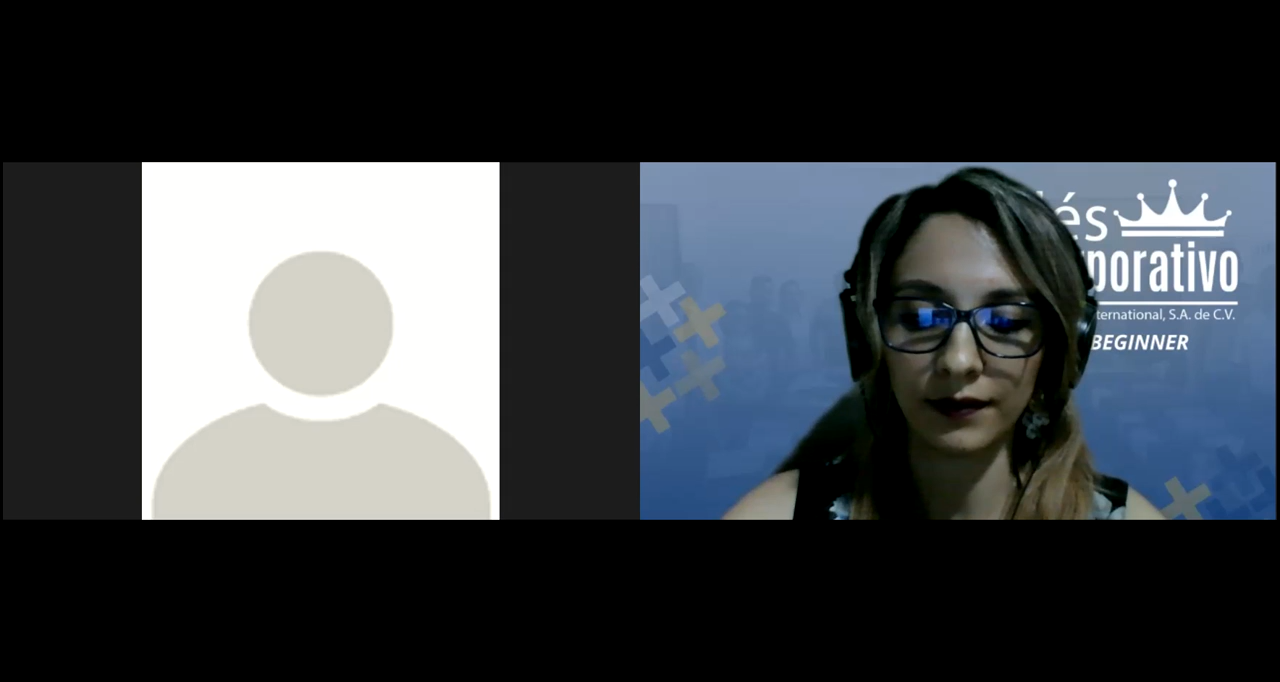 és
porativo
ternational, S.A. de C.V.
BEGINNER